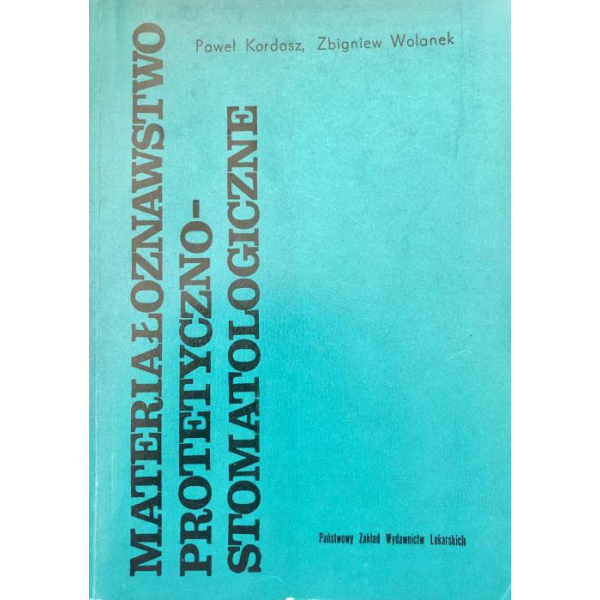 Paweł Kordasz, Zbigniew Wolanek
MATERIAŁOZNAWSTWO
PROTETYCZNO-
STOMATOLOGICZNE
Państwowy Zakład Wydawnictw Lekarskich